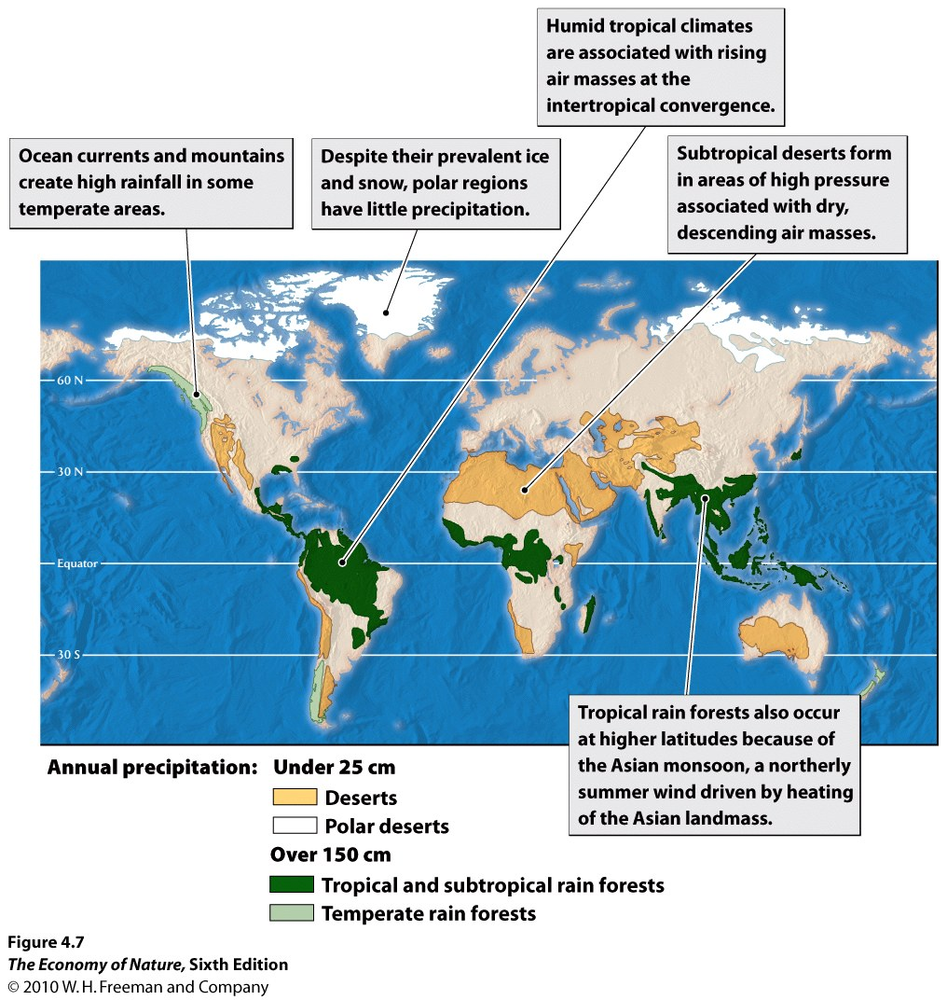 Humid tropical climates
are associated with rising
air masses at the
intertropical convergence.
Ocean currents and mountains
create high rainfall in some
temperate areas.
Despite their prevalent ice
and snow, polar regions
have little precipitation.
Subtropical deserts form
in areas of high pressure
associated with dry,
descending air masses.
60 N
30 N
Equator
30 S
Tropical rain forests also occur
at higher latitudes because of
the Asian monsoon, a northerly
summer wind driven by heating
of the Asian landmass.
Annual precipitation: Under 25 cm
Deserts
Polar deserts
Over 150 cm
Tropical and subtropical rain forests
Temperate rain forests
Figure 4.7
The Economy of Nature, Sixth Edition
© 2010 W. H. Freeman and Company